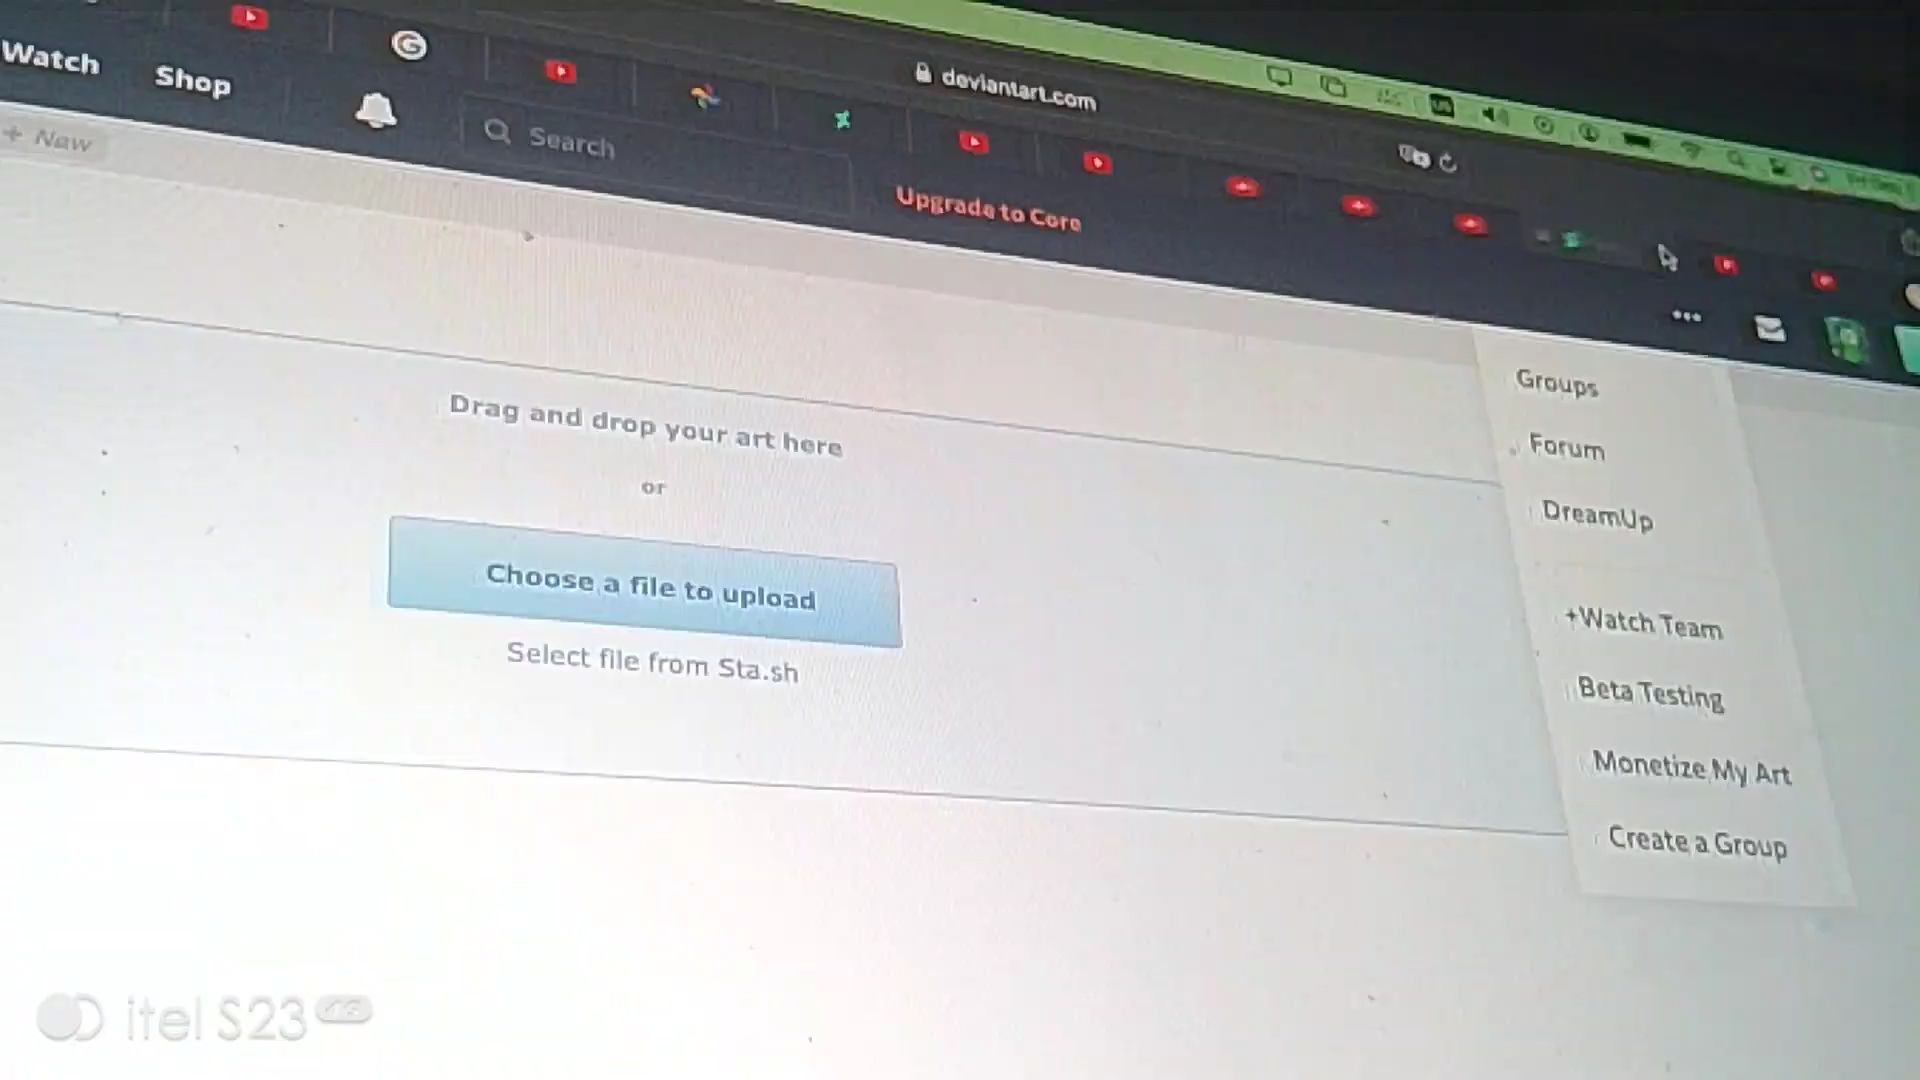 deviantart.com
Watch
Shop
Search
Upgrade to Core
+ New
Groups
Forum
DreamUp
+Watch Team
Beta Testing
Monetize My Art
Create a Group
Drag and drop your art here
or
Choose a file to upload
Select file from Sta.sh
itel S23